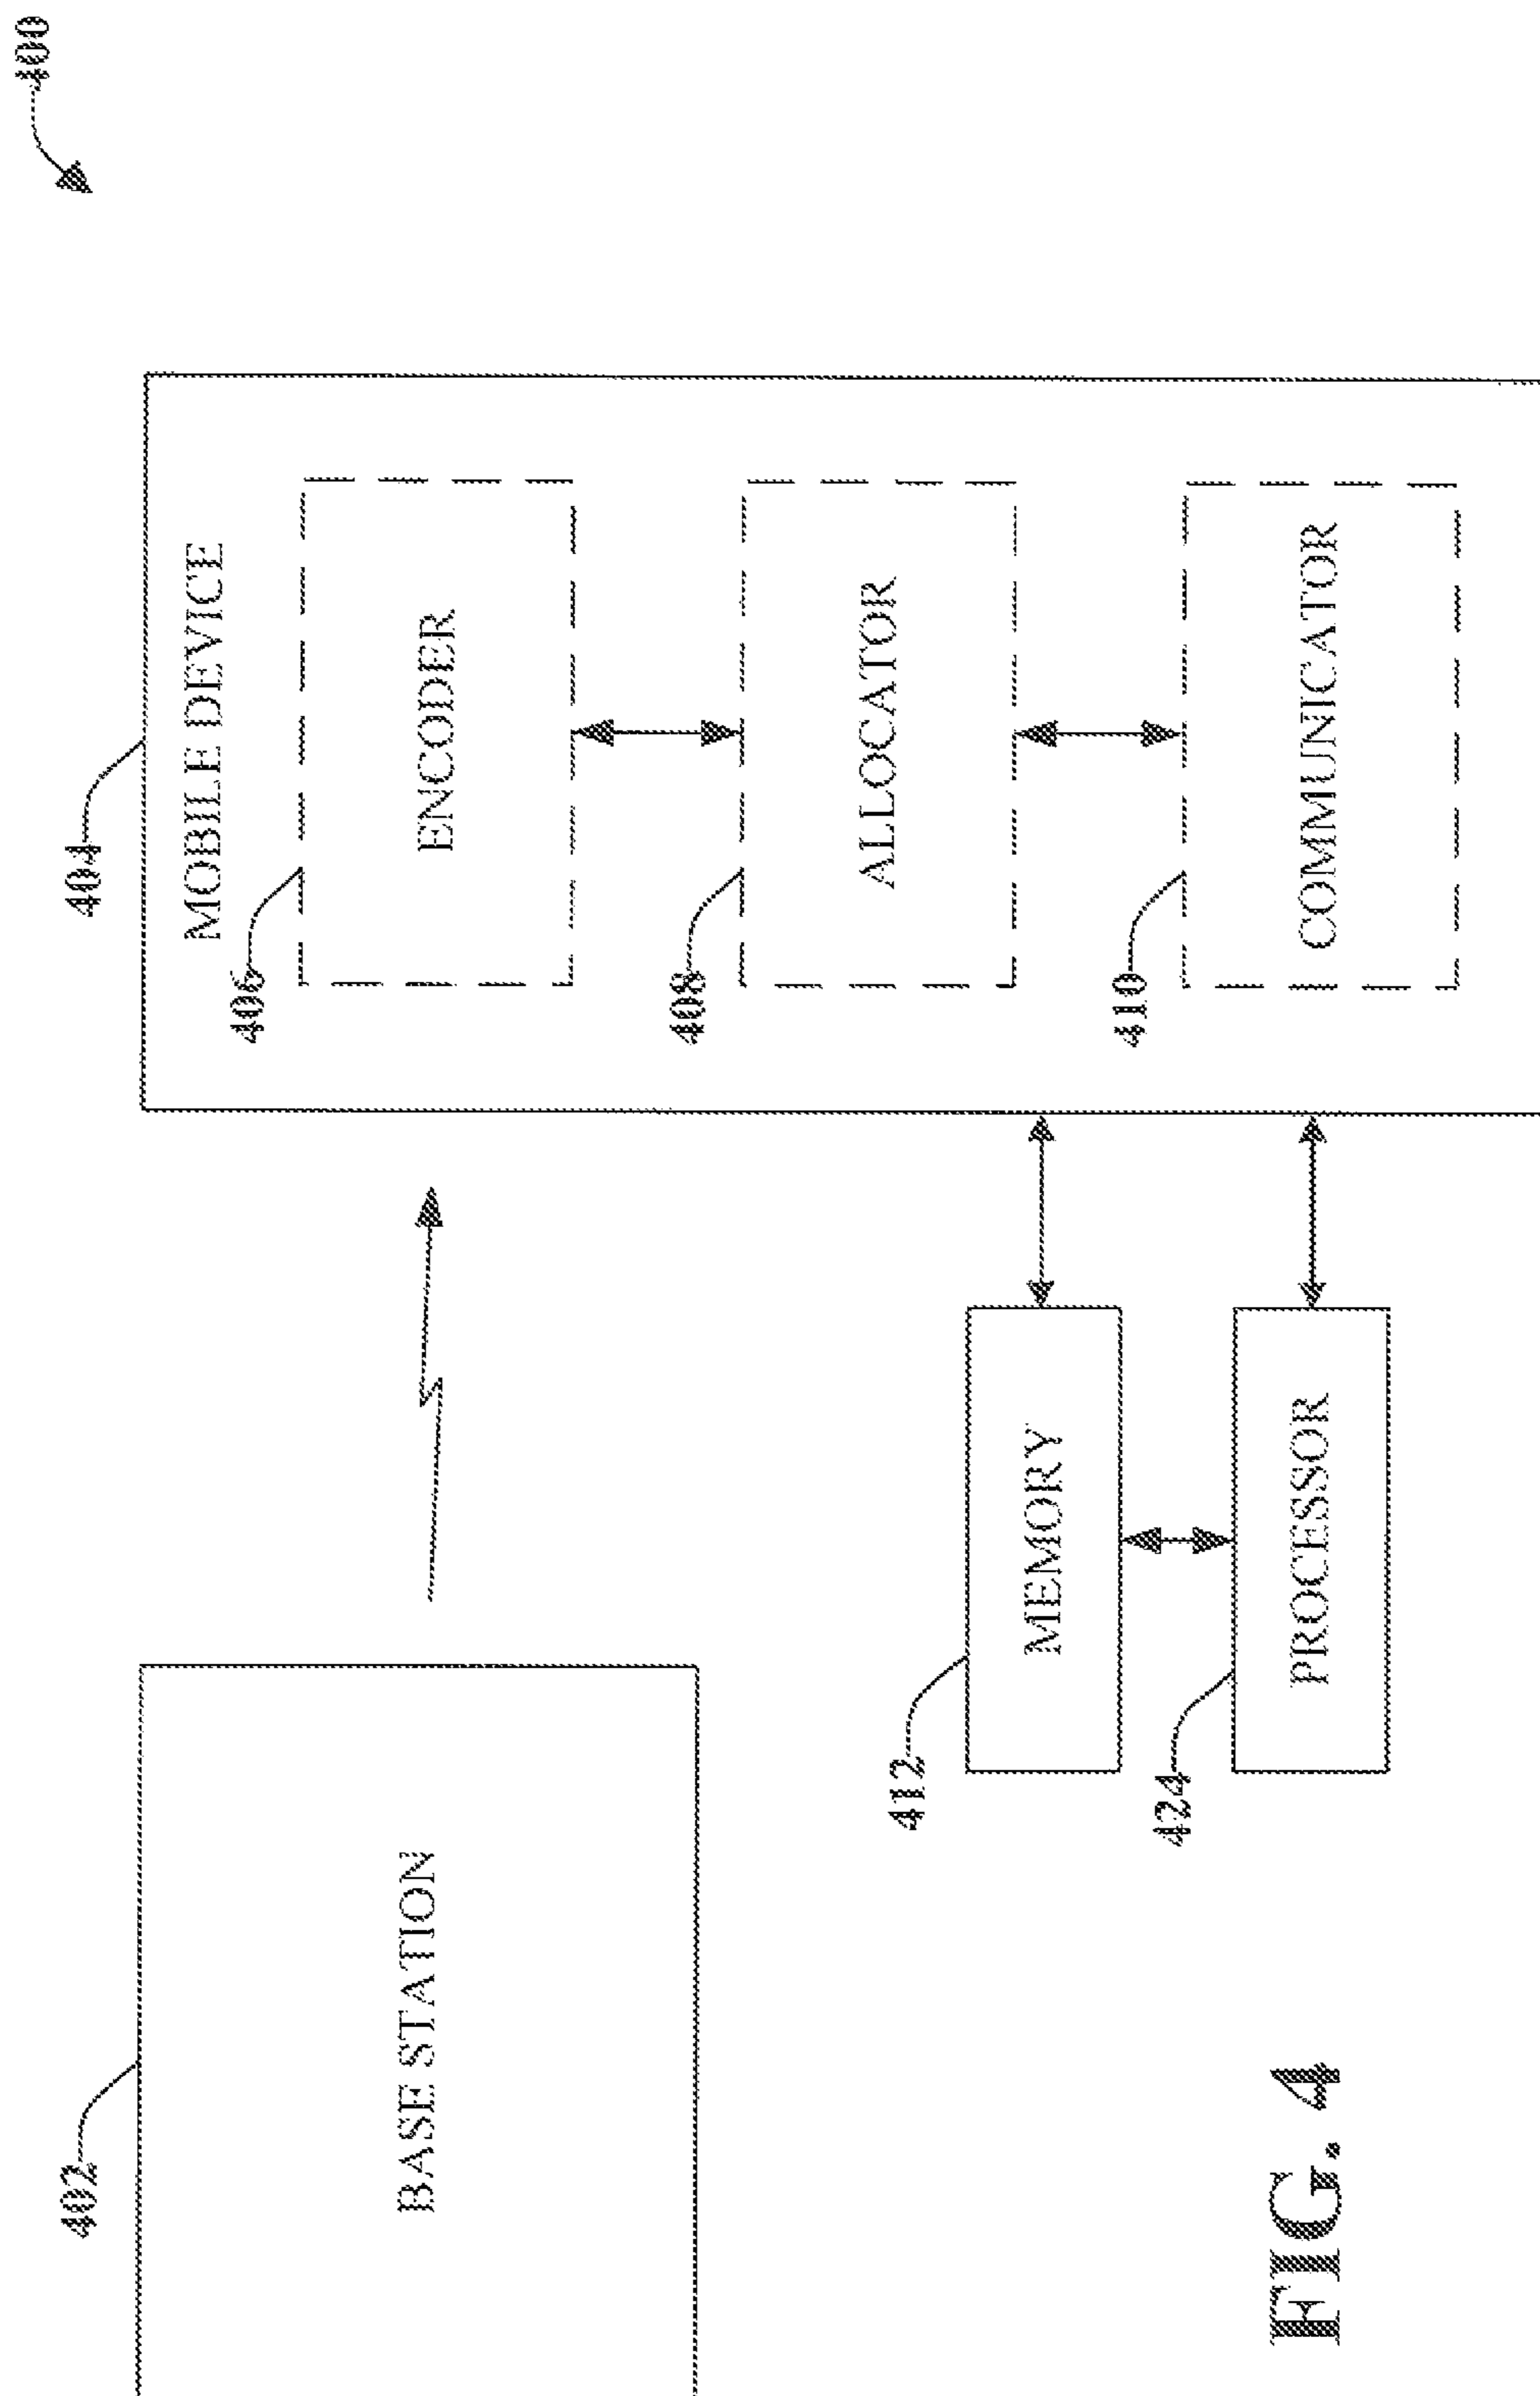 400
402
BASE STATION
404
MOBILE DEVICE
406
ENCODER
408
ALLOCATOR
410
COMMUNICATOR
412
MEMORY
424
PROCESSOR
FIG. 4